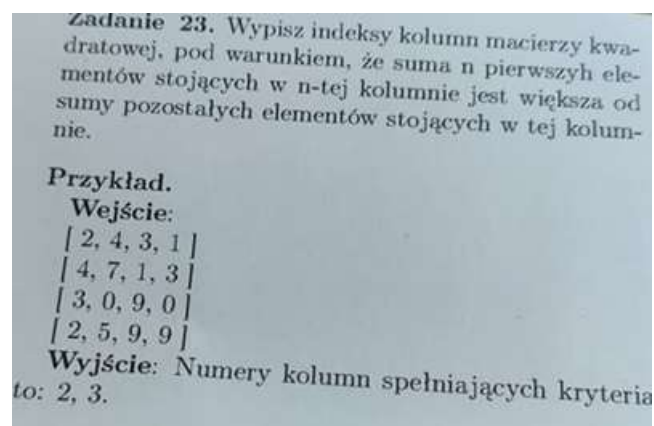 Zadanie 23. Wypisz indeksy kolumn macierzy kwa-
dratowej, pod warunkiem, że suma n pierwszyh ele-
mentów stojących w n-tej kolumnie jest większa od
sumy pozostałych elementów stojących w tej kolum-
nie.
Przykład.
Wejście:
[ 2, 4, 3, 1 ]
[ 4, 7, 1, 3 ]
[ 3, 0, 9, 0 ]
[ 2, 5, 9, 9 ]
Wyjście: Numery kolumn spełniających kryteria
to: 2, 3.